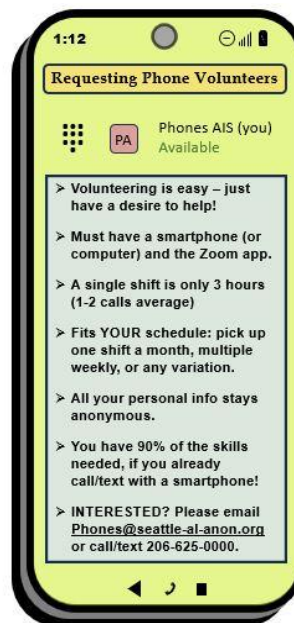 1:12
Requesting Phone Volunteers
PA
Phones AIS (you)
Available
➢ Volunteering is easy – just
have a desire to help!
➢ Must have a smartphone (or
computer) and the Zoom app.
➢ A single shift is only 3 hours
(1-2 calls average)
➢ Fits YOUR schedule: pick up
one shift a month, multiple
weekly, or any variation.
➢ All your personal info stays
anonymous.
➢ You have 90% of the skills
needed, if you already
call/text with a smartphone!
➢ INTERESTED? Please email
Phones@seattle-al-anon.org
or call/text 206-625-0000.